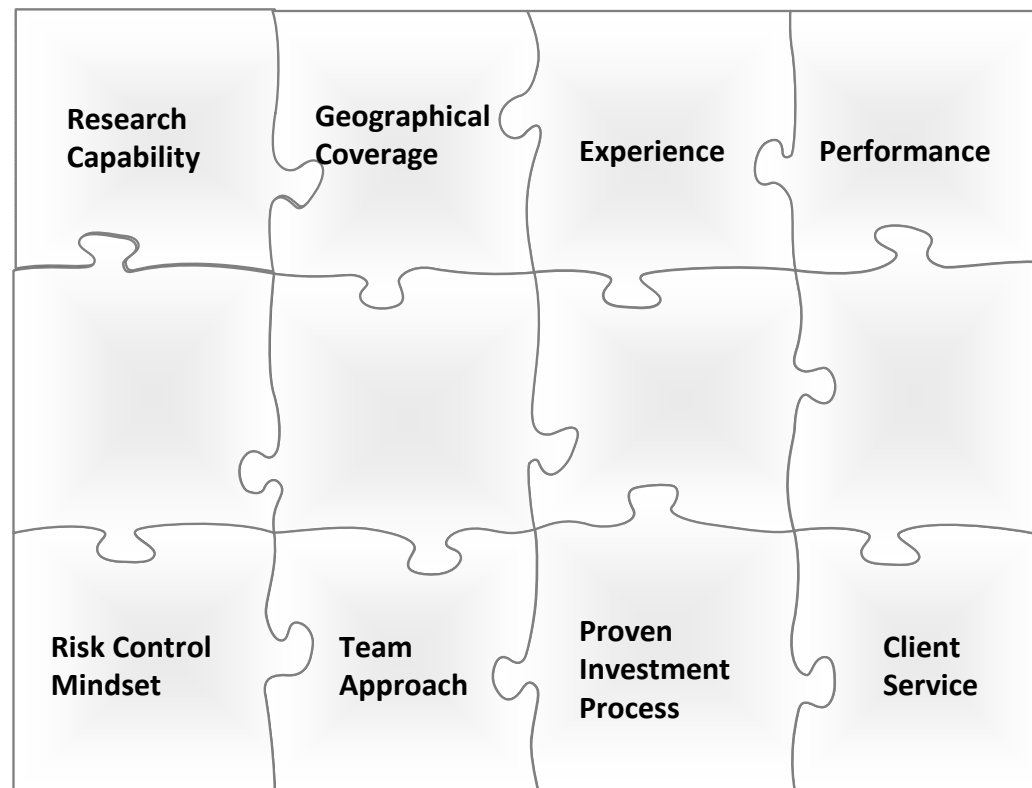 Research
Capability
Geographical
Coverage
Experience
Performance
Risk Control
Mindset
Team
Approach
Proven
Investment
Process
Client
Service